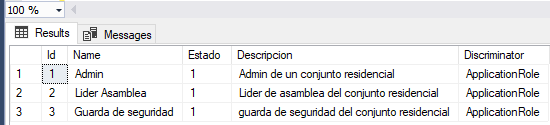 100 %
Results Messages
Id Name Estado Descripcion Discriminator
1 1 Admin 1 Admin de un conjunto residencial ApplicationRole
2 2 Lider Asamblea 1 Lider de asamblea del conjunto residencial ApplicationRole
3 3 Guarda de seguridad 1 guarda de seguridad del conjunto residencial ApplicationRole